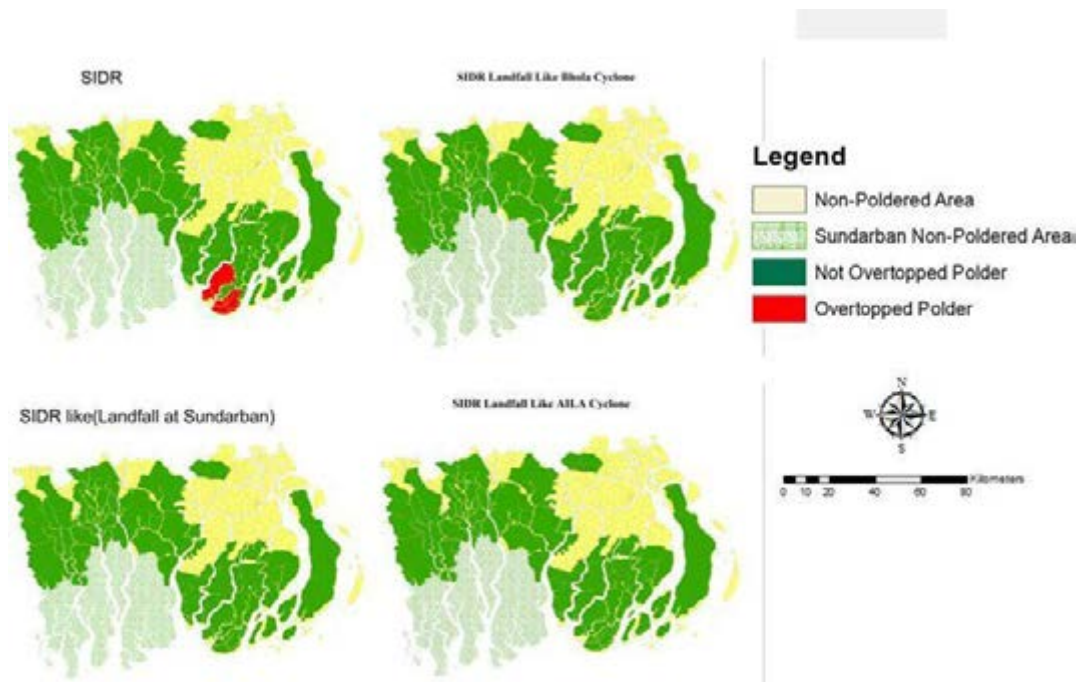 SIDR
SIDR Landfall Like Bhola Cyclone
Legend
Non-Poldered Area
Sundarban Non-Poldered Area
Not Overtopped Polder
Overtopped Polder
SIDR like(Landfall at Sundarban)
SIDR Landfall Like AILA Cyclone
N
W
E
S
Kilometers
0 10 20 40 60 80